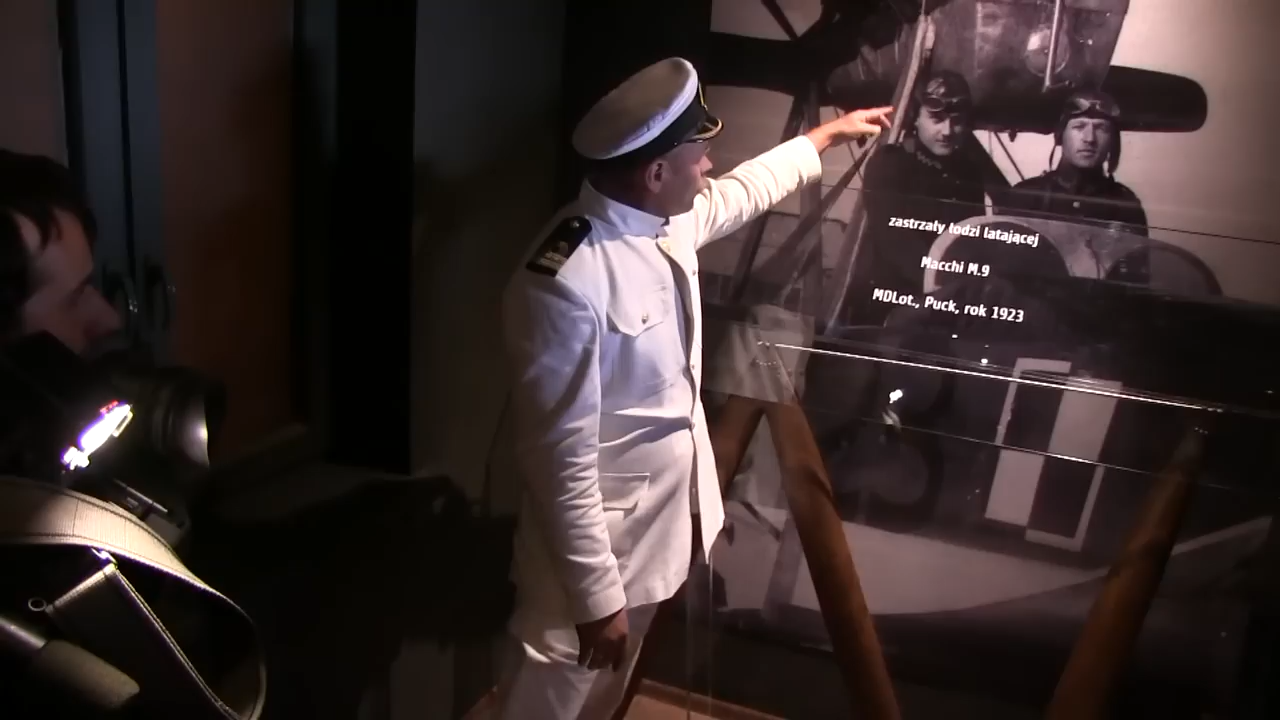 zastrzały łodzi latającej
Macchi M.9
MDLot., Puck, rok 1923